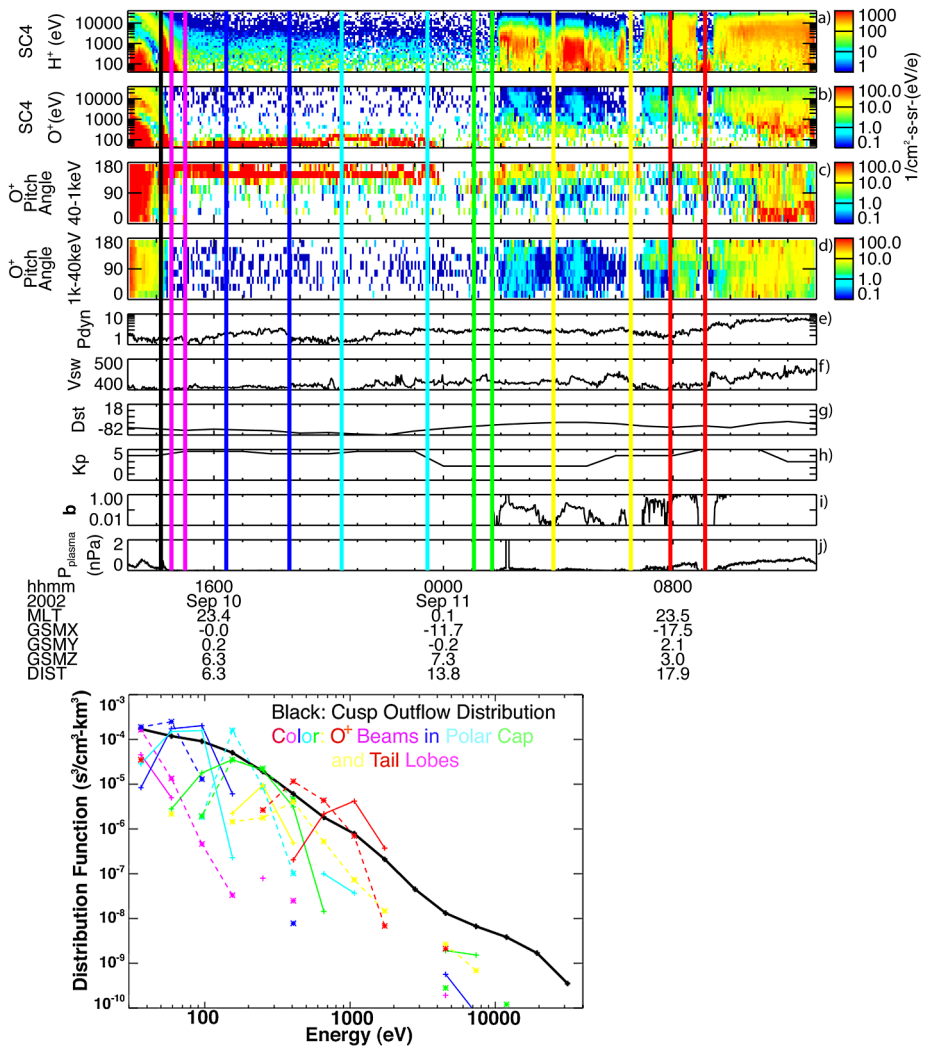 SC4
H⁺ (eV)
10000
1000
100
a)
1000
100
10
1
SC4
O⁺(eV)
10000
1000
100
b)
100.0
10.0
1.0
0.1
O⁺
Pitch
Angle
40-1keV
180
90
0
c)
100.0
10.0
1.0
0.1
O⁺
Pitch
Angle
1k-40keV
180
90
0
d)
100.0
10.0
1.0
0.1
1/cm²-s-sr-(eV/e)
Pdyn
10
1
e)
Vsw
500
400
f)
Dst
18
-82
g)
Kp
5
0
h)
b
1.00
0.01
i)
Pplasma
(nPa)
2
0
j)
hhmm 1600 0000 0800
2002 Sep 10 Sep 11
MLT 23.4 0.1 23.5
GSMX -0.0 -11.7 -17.5
GSMY 0.2 -0.2 2.1
GSMZ 6.3 7.3 3.0
DIST 6.3 13.8 17.9
Distribution Function (s³/cm³-km³)
10⁻³
10⁻⁴
10⁻⁵
10⁻⁶
10⁻⁷
10⁻⁸
10⁻⁹
10⁻¹⁰
Black: Cusp Outflow Distribution
Color: O⁺ Beams in Polar Cap
and Tail Lobes
100 1000 10000
Energy (eV)